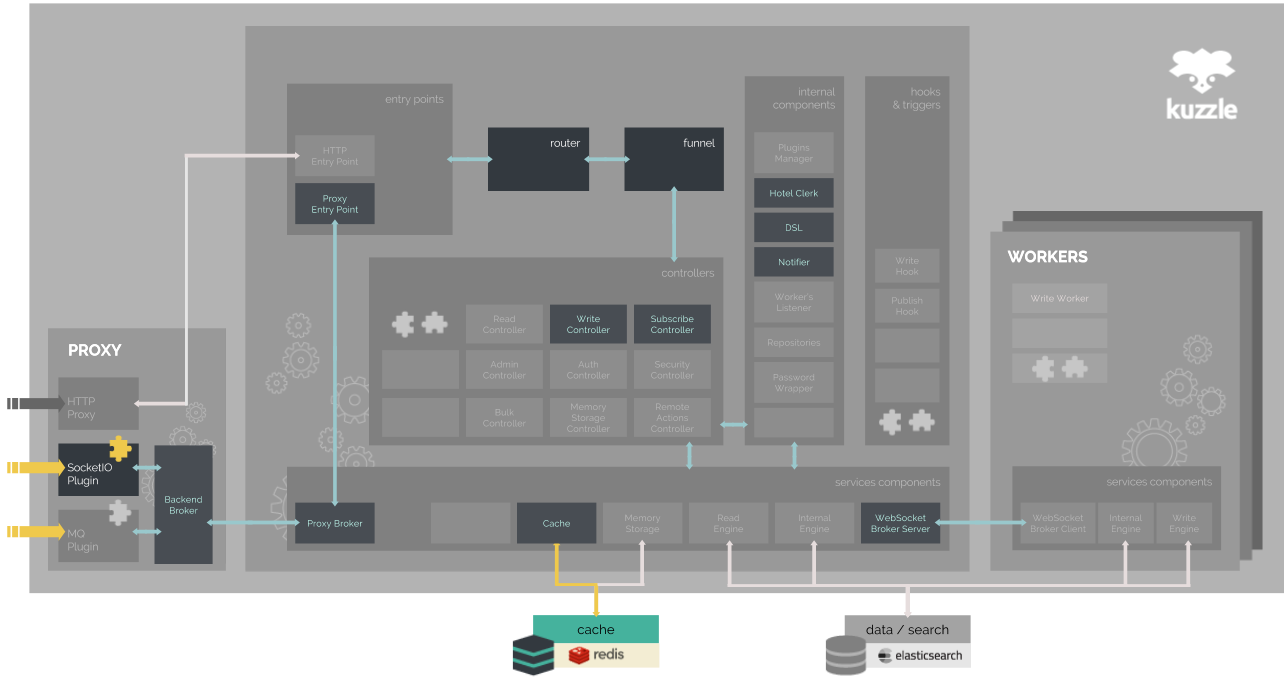 kuzzle
entry points
HTTP
Entry Point
Proxy
Entry Point
router
funnel
internal
components
Plugins
Manager
Hotel Clerk
DSL
Notifier
Worker's
Listener
Repositories
Password
Wrapper
hooks
& triggers
Write
Hook
Publish
Hook
controllers
Read
Controller
Write
Controller
Subscribe
Controller
Admin
Controller
Auth
Controller
Security
Controller
Bulk
Controller
Memory
Storage
Controller
Remote
Actions
Controller
WORKERS
Write Worker
services components
WebSocket
Broker Client
Internal
Engine
Write
Engine
PROXY
HTTP
Proxy
SocketIO
Plugin
MQ
Plugin
Backend
Broker
services components
Proxy Broker
Cache
Memory
Storage
Read
Engine
Internal
Engine
WebSocket
Broker Server
cache
redis
data / search
elasticsearch